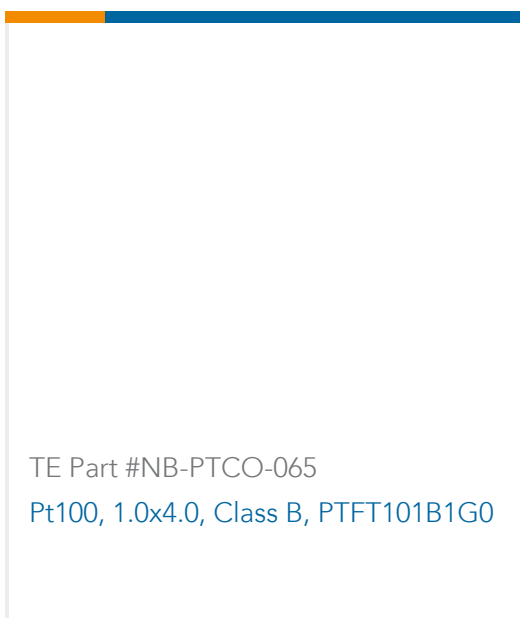 TE Part #NB-PTCO-065
Pt100, 1.0x4.0, Class B, PTFT101B1G0